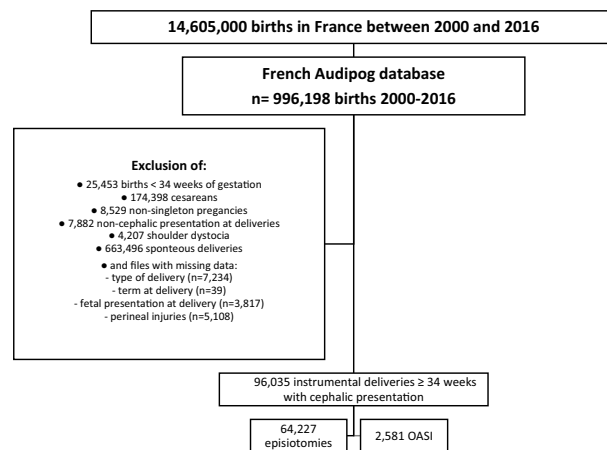 14,605,000 births in France between 2000 and 2016
French Audipog database
n= 996,198 births 2000-2016
Exclusion of:
● 25,453 births < 34 weeks of gestation
● 174,398 cesareans
● 8,529 non-singleton pregancies
● 7,882 non-cephalic presentation at deliveries
● 4,207 shoulder dystocia
● 663,496 sponteous deliveries
● and files with missing data:
- type of delivery (n=7,234)
- term at delivery (n=39)
- fetal presentation at delivery (n=3,817)
- perineal injuries (n=5,108)
96,035 instrumental deliveries ≥ 34 weeks
with cephalic presentation
64,227
episiotomies
2,581 OASI